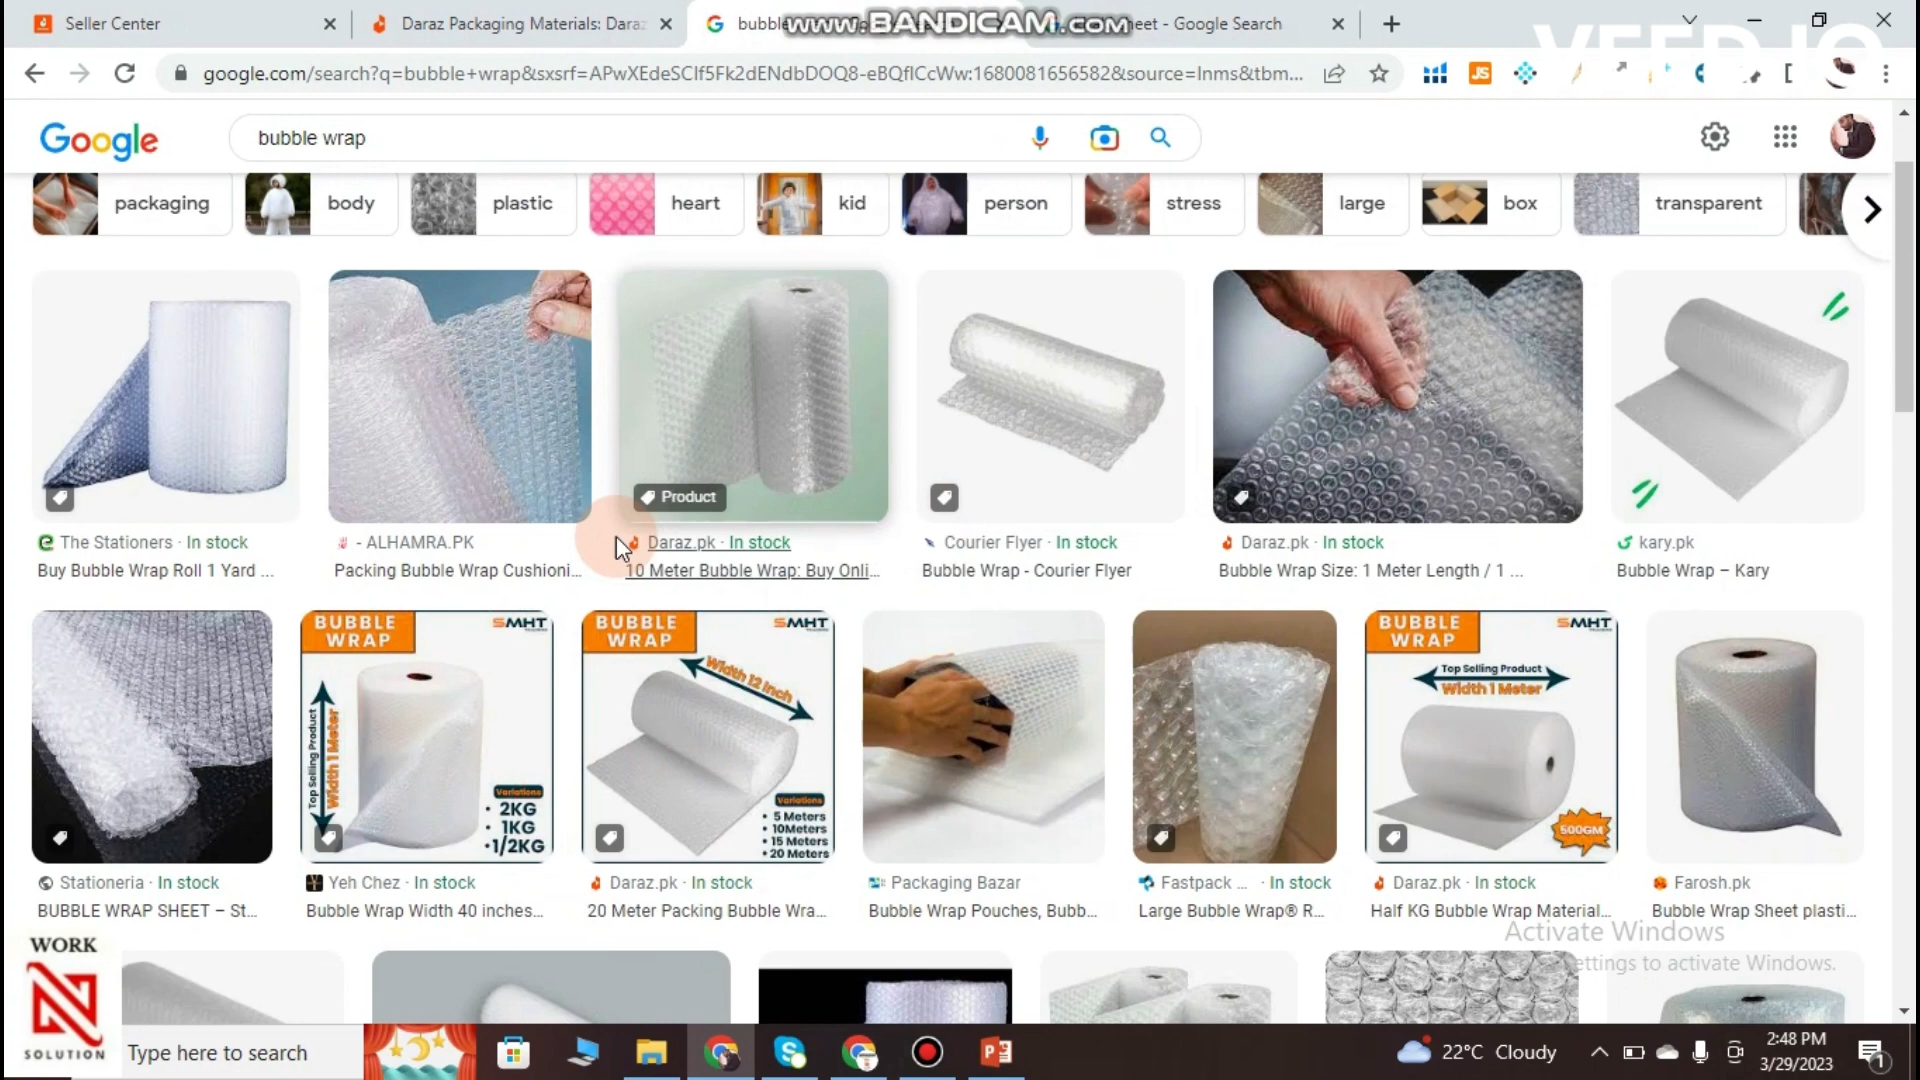 Seller Center
Daraz Packaging Materials: Daraz
bubble
www.BANDICAM.com
eet - Google Search
VEED.IO
google.com/search?q=bubble+wrap&sxsrf=APwXEdeSCIf5Fk2dENdbDOQ8-eBQfICcWw:1680081656582&source=lnms&tbm...
JS
Google
bubble wrap
packaging
body
plastic
heart
kid
person
stress
large
box
transparent
Product
The Stationers · In stock
Buy Bubble Wrap Roll 1 Yard ...
- ALHAMRA.PK
Packing Bubble Wrap Cushioni...
Daraz.pk · In stock
10 Meter Bubble Wrap: Buy Onli...
Courier Flyer · In stock
Bubble Wrap - Courier Flyer
Daraz.pk · In stock
Bubble Wrap Size: 1 Meter Length / 1 ...
kary.pk
Bubble Wrap – Kary
BUBBLE
WRAP
SMHT
Top Selling Product
Width 1 Meter
Variations
• 2KG
• 1KG
• 1/2KG
BUBBLE
WRAP
SMHT
Width 12 Inch
Variations
• 5 Meters
• 10Meters
• 15 Meters
• 20 Meters
BUBBLE
WRAP
SMHT
Top Selling Product
Width 1 Meter
500GM
Stationeria · In stock
BUBBLE WRAP SHEET – St...
Yeh Chez · In stock
Bubble Wrap Width 40 inches...
Daraz.pk · In stock
20 Meter Packing Bubble Wra...
Packaging Bazar
Bubble Wrap Pouches, Bubb...
Fastpack ... · In stock
Large Bubble Wrap® R...
Daraz.pk · In stock
Half KG Bubble Wrap Material...
Farosh.pk
Bubble Wrap Sheet plasti...
Activate Windows
ettings to activate Windows.
WORK
N
SOLUTION
Type here to search
22°C Cloudy
2:48 PM
3/29/2023
1